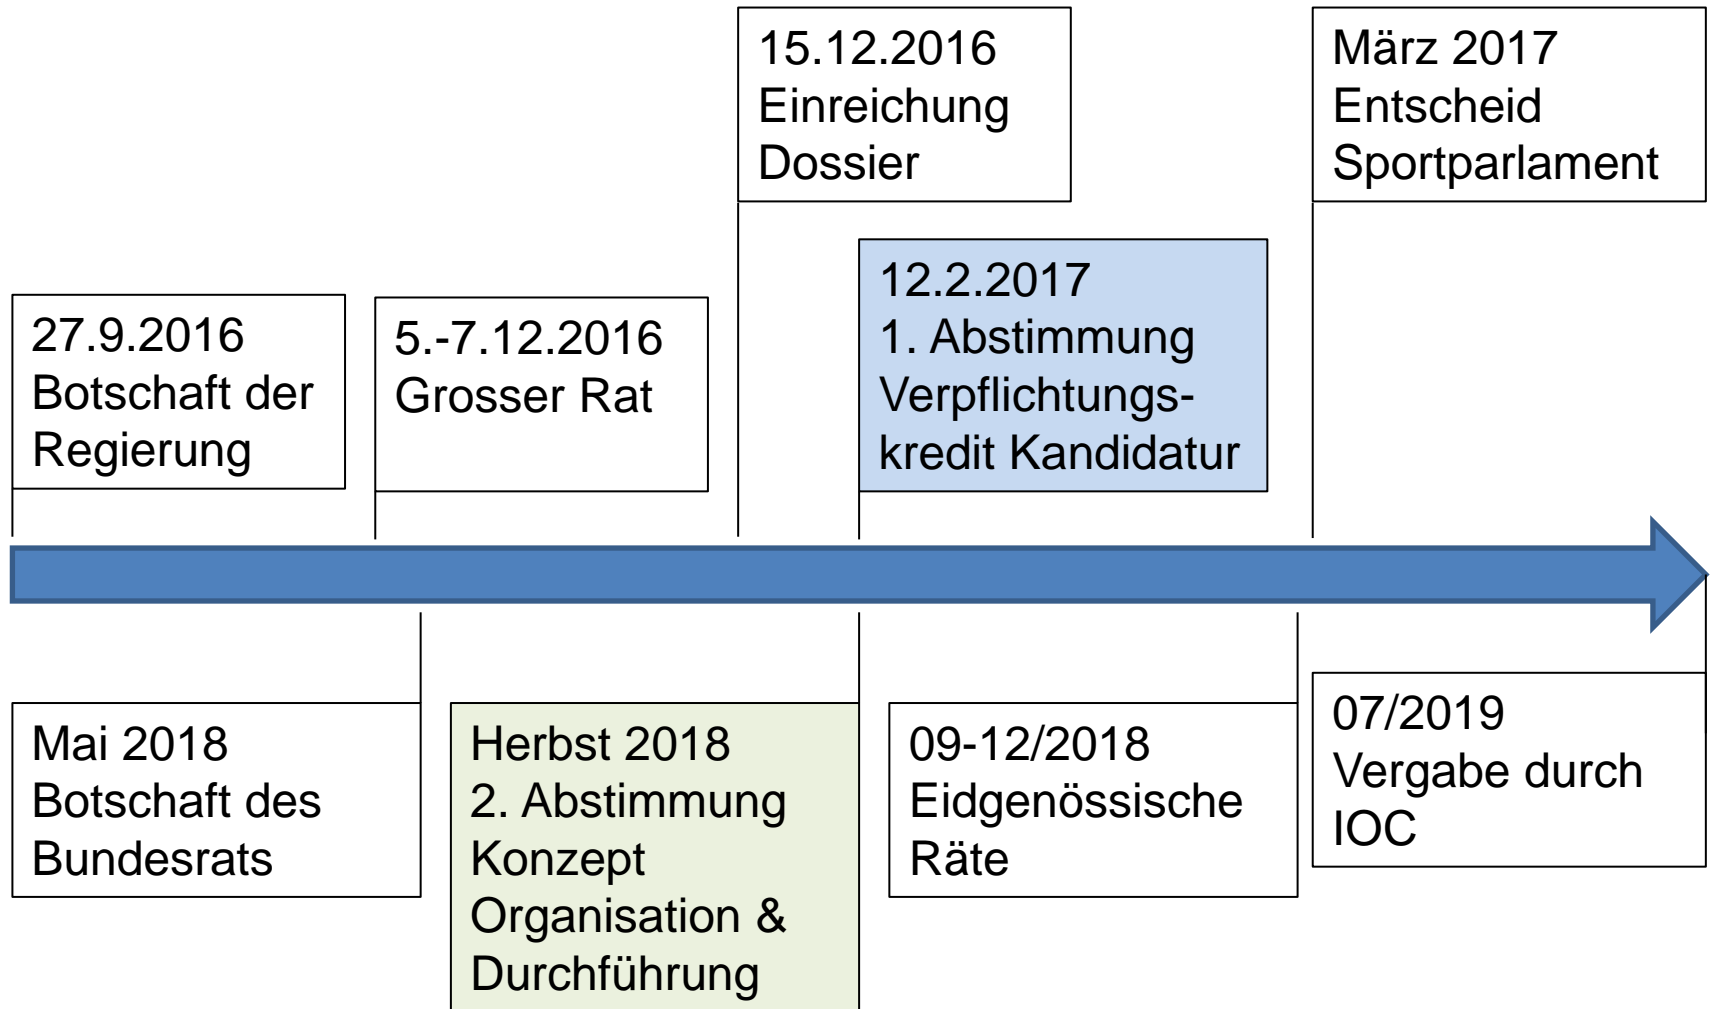 27.9.2016
Botschaft der
Regierung
5.-7.12.2016
Grosser Rat
15.12.2016
Einreichung
Dossier
12.2.2017
1. Abstimmung
Verpflichtungs-
kredit Kandidatur
März 2017
Entscheid
Sportparlament
Mai 2018
Botschaft des
Bundesrats
Herbst 2018
2. Abstimmung
Konzept
Organisation &
Durchführung
09-12/2018
Eidgenössische
Räte
07/2019
Vergabe durch
IOC